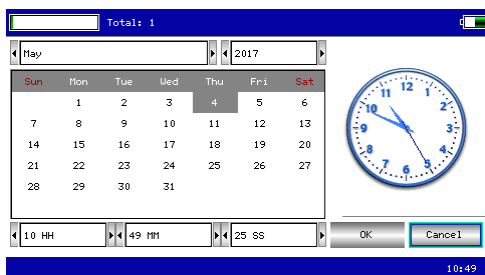 Total: 1
May 2017
Sun Mon Tue Wed Thu Fri Sat
1 2 3 4 5 6
7 8 9 10 11 12 13
14 15 16 17 18 19 20
21 22 23 24 25 26 27
28 29 30 31
11 12 1
10 2
9 3
8 4
7 6 5
10 HH 49 MM 25 SS OK Cancel
10:49